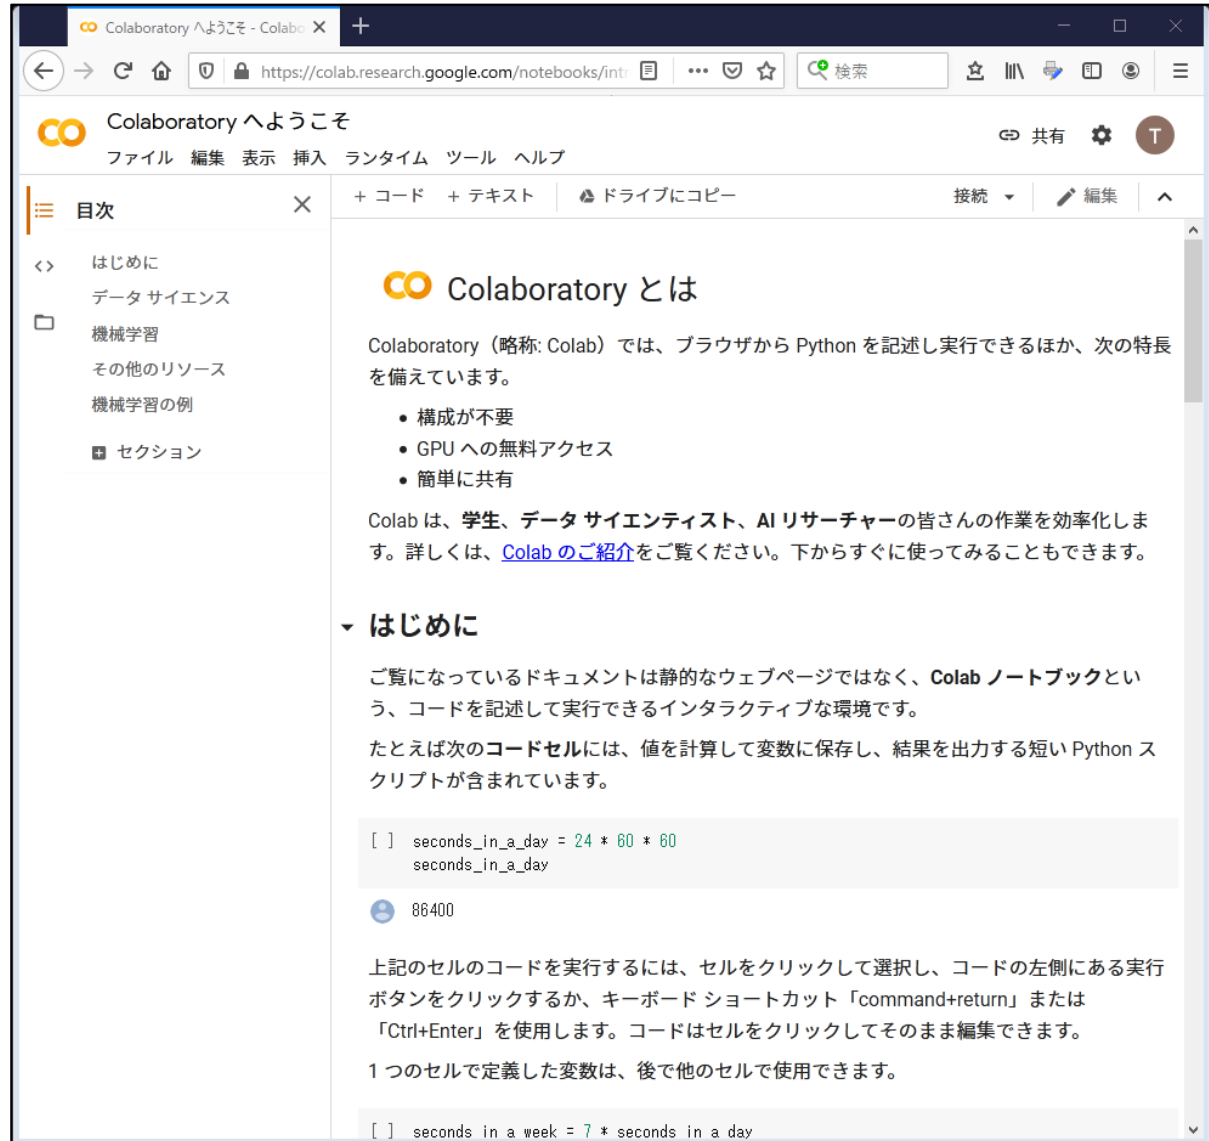 Colaboratory へようこそ - Colabo
https://colab.research.google.com/notebooks/int
検索
Colaboratory へようこそ
共有
T
ファイル 編集 表示 挿入 ランタイム ツール ヘルプ
+ コード + テキスト ドライブにコピー 接続 編集
目次
はじめに
データ サイエンス
機械学習
その他のリソース
機械学習の例
セクション
Colaboratory とは
Colaboratory（略称: Colab）では、ブラウザから Python を記述し実行できるほか、次の特長
を備えています。
• 構成が不要
• GPU への無料アクセス
• 簡単に共有
Colab は、学生、データ サイエンティスト、AI リサーチャーの皆さんの作業を効率化しま
す。詳しくは、Colab のご紹介をご覧ください。下からすぐに使ってみることもできます。
はじめに
ご覧になっているドキュメントは静的なウェブページではなく、Colab ノートブックとい
う、コードを記述して実行できるインタラクティブな環境です。
たとえば次のコードセルには、値を計算して変数に保存し、結果を出力する短い Python ス
クリプトが含まれています。
[ ] seconds_in_a_day = 24 * 60 * 60
seconds_in_a_day
86400
上記のセルのコードを実行するには、セルをクリックして選択し、コードの左側にある実行
ボタンをクリックするか、キーボード ショートカット「command+return」または
「Ctrl+Enter」を使用します。コードはセルをクリックしてそのまま編集できます。
1 つのセルで定義した変数は、後で他のセルで使用できます。
[ ] seconds_in_a_week = 7 * seconds_in_a_day